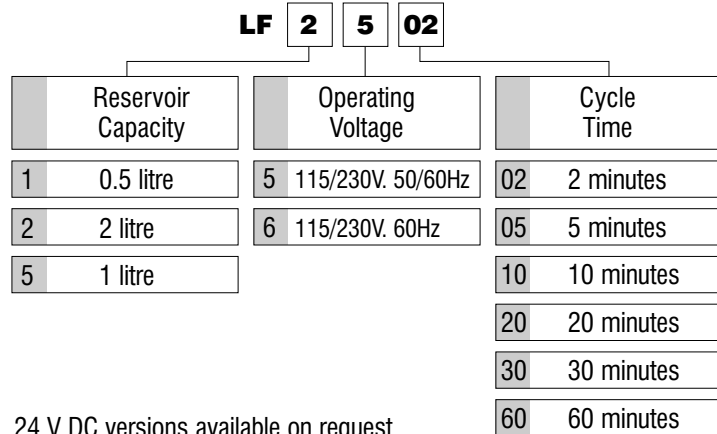 LF 2 5 02
Reservoir
Capacity
1 0.5 litre
2 2 litre
5 1 litre
Operating
Voltage
5 115/230V. 50/60Hz
6 115/230V. 60Hz
Cycle
Time
02 2 minutes
05 5 minutes
10 10 minutes
20 20 minutes
30 30 minutes
60 60 minutes
24 V DC versions available on request